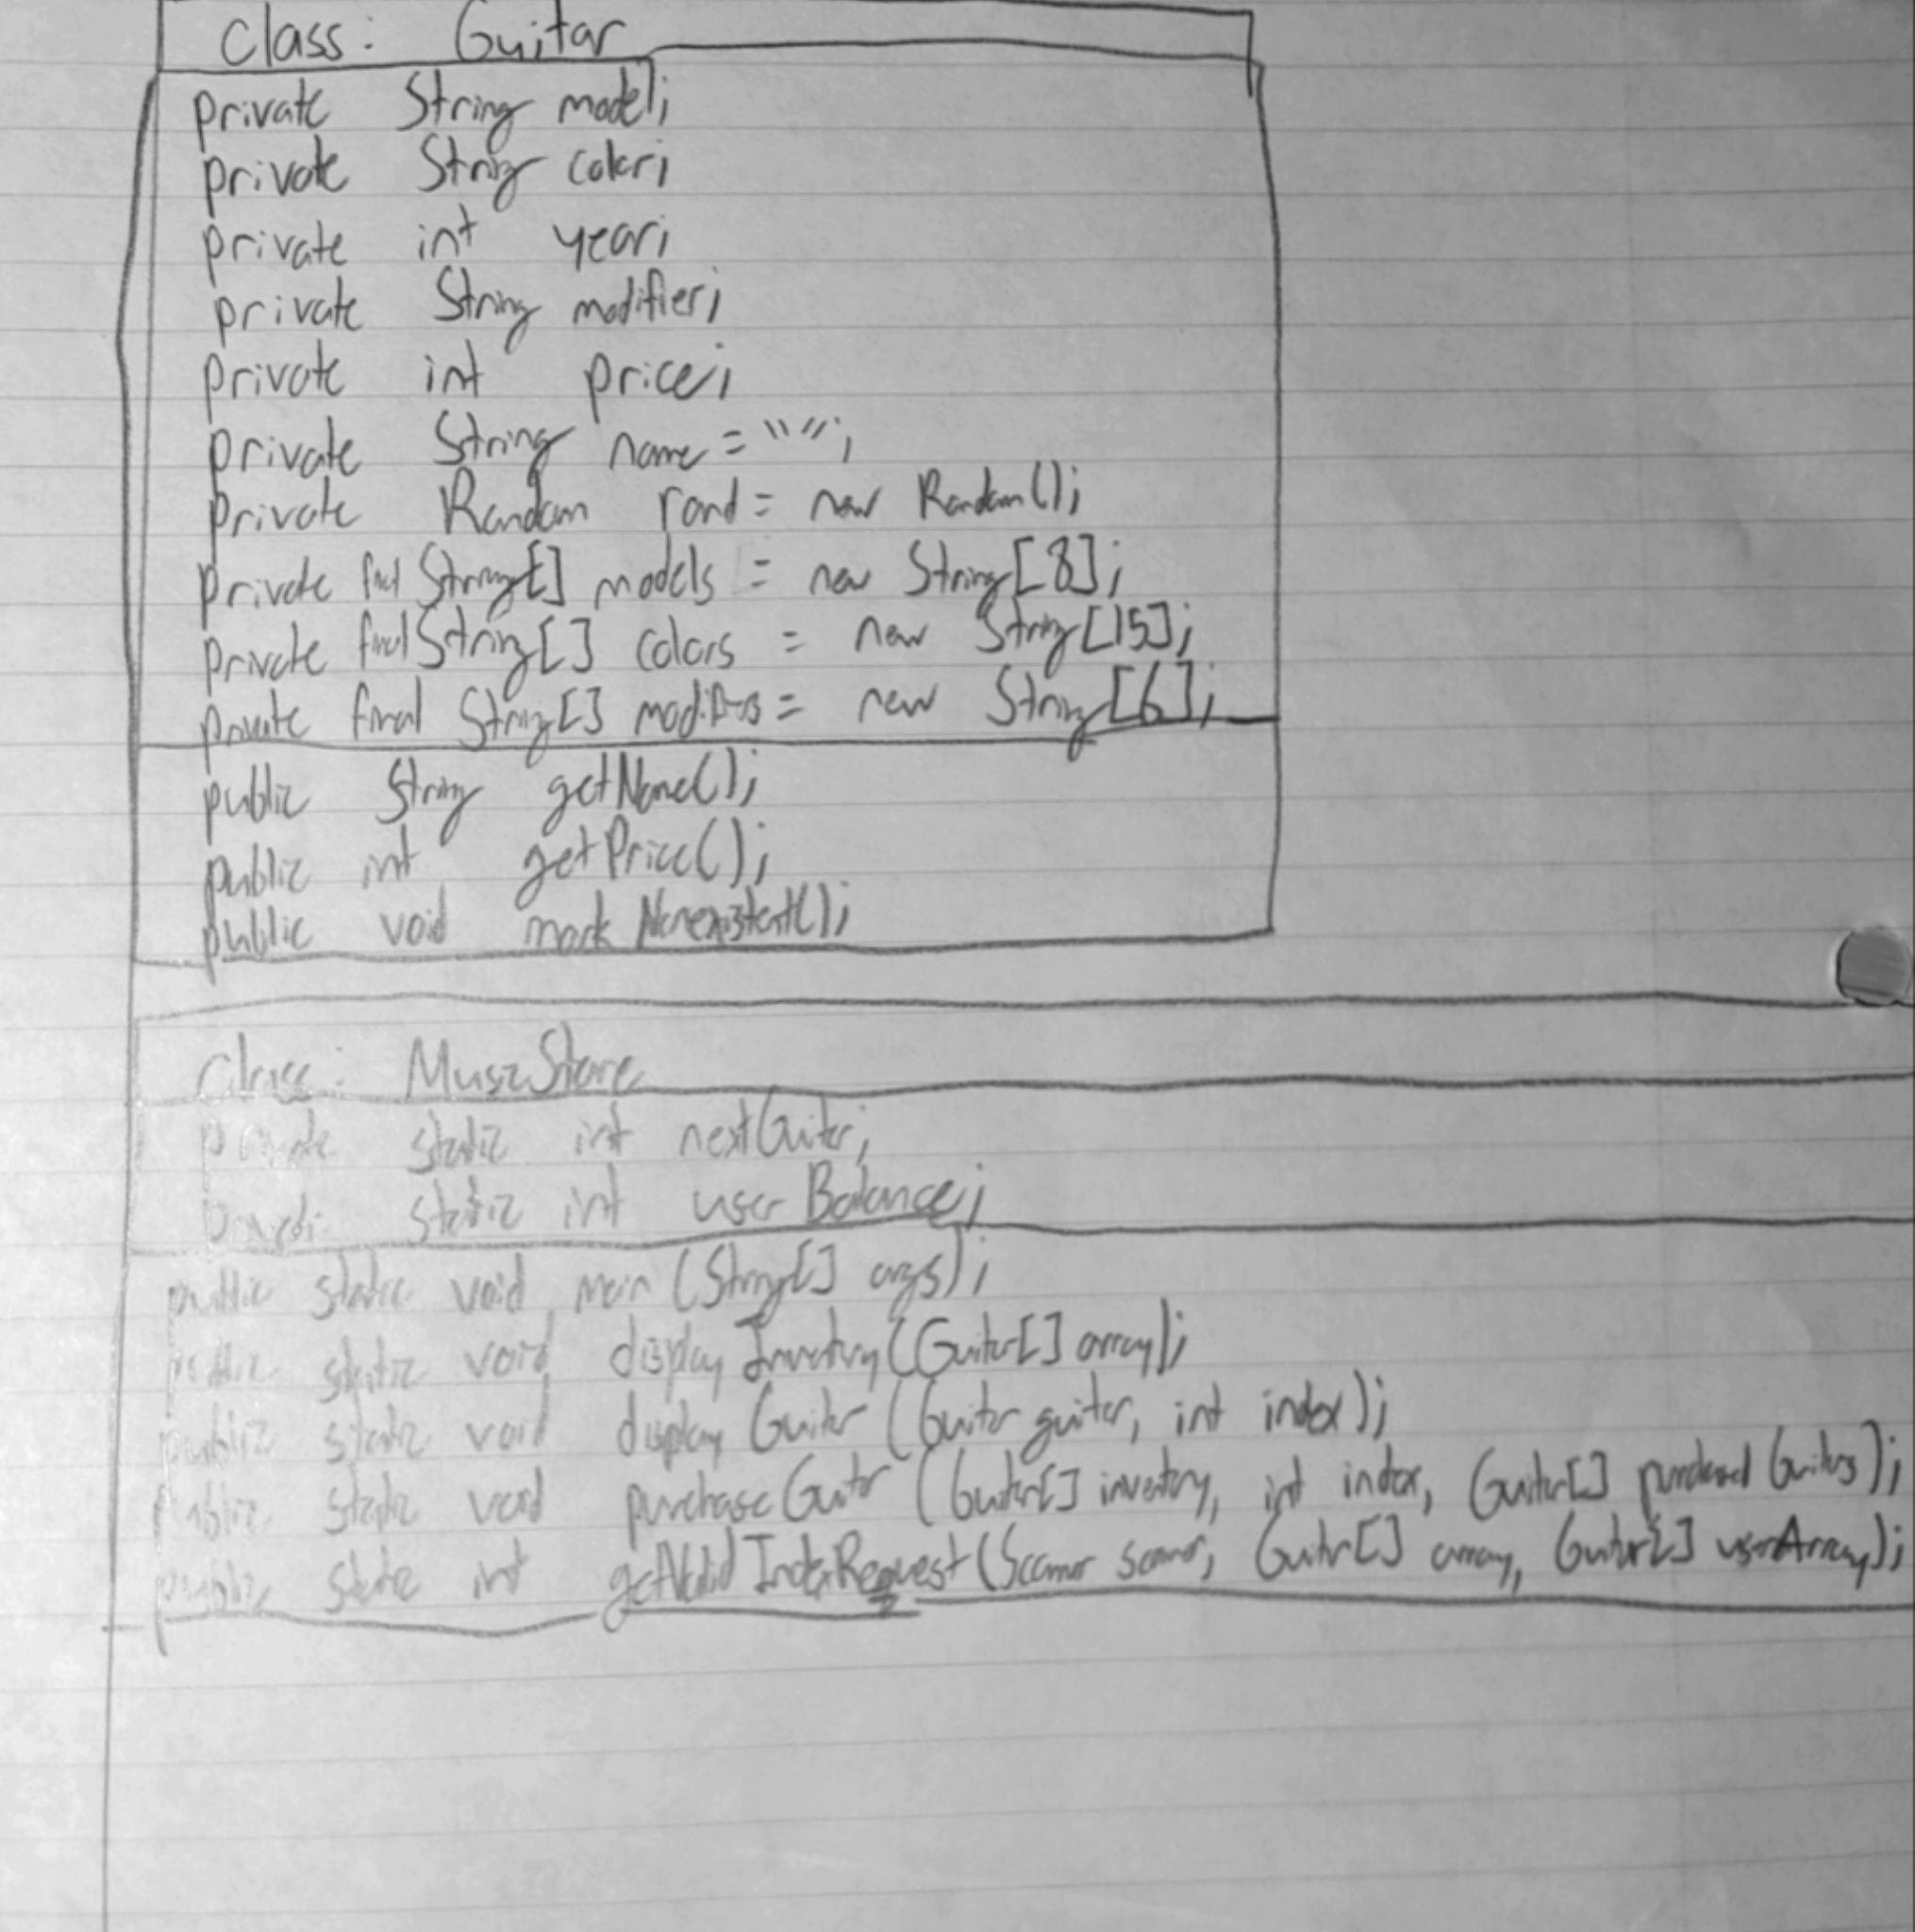 Class: Guitar
private String model;
private String color;
private int year;
private String modifier;
private int price;
private String name = "";
private Random rand = new Random();
private final String[] models = new String[8];
private final String[] colors = new String[15];
private final String[] modifiers = new String[6];
public String getName();
public int getPrice();
public void markNonexistent();
Class: MusicStore
private static int nextGuitar;
private static int userBalance;
public static void main (String[] args);
public static void displayInventory (Guitar[] array);
public static void displayGuitar (Guitar guitar, int index);
public static void purchaseGuitar (Guitar[] inventory, int index, Guitar[] purchasedGuitars);
public static int getValidIndexRequest (Scanner scanner, Guitar[] array, Guitar[] userArray);